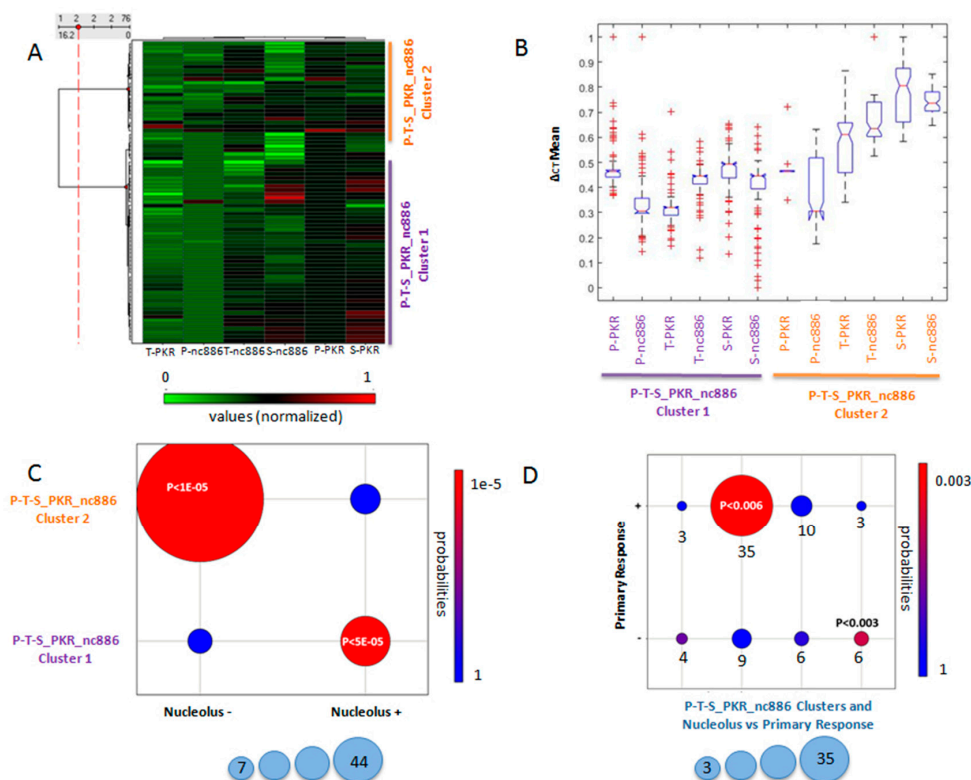 A
1 2 2 2 76
16.2 0
P-T-S_PKR_nc886
Cluster 2
P-T-S_PKR_nc886
Cluster 1
T-PKR P-nc886 T-nc886 S-nc886 P-PKR S-PKR
0 1
values (normalized)
B
ΔCT Mean
1
0.9
0.8
0.7
0.6
0.5
0.4
0.3
0.2
0.1
0
P-PKR
P-nc886
T-PKR
T-nc886
S-PKR
S-nc886
P-PKR
P-nc886
T-PKR
T-nc886
S-PKR
S-nc886
P-T-S_PKR_nc886
Cluster 1
P-T-S_PKR_nc886
Cluster 2
C
P-T-S_PKR_nc886
Cluster 2
P<1E-05
P-T-S_PKR_nc886
Cluster 1
P<5E-05
Nucleolus - Nucleolus +
1e-5
probabilities
1
7 44
D
Primary Response
+
-
P<0.006
3 35 10 3
P<0.003
4 9 6 6
0.003
probabilities
1
P-T-S_PKR_nc886 Clusters and
Nucleolus vs Primary Response
3 35